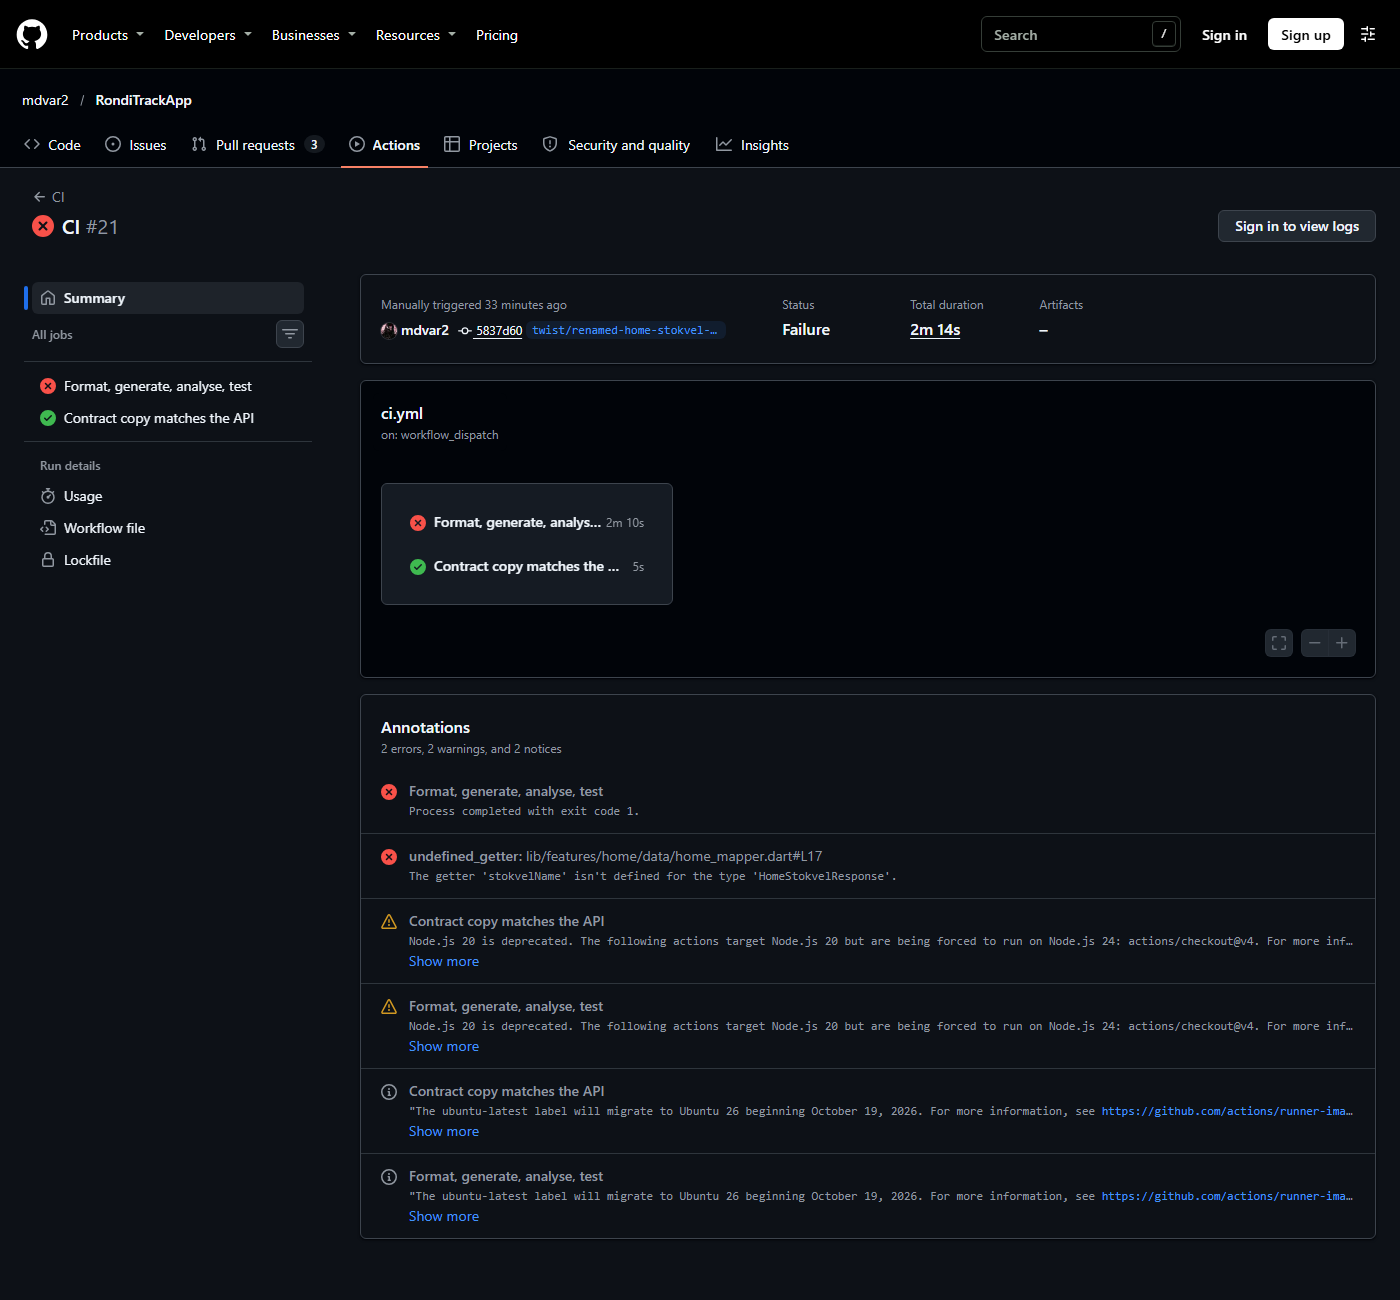 Products
Developers
Businesses
Resources
Pricing
Search
/
Sign in
Sign up
mdvar2 / RondiTrackApp
Code
Issues
Pull requests 3
Actions
Projects
Security and quality
Insights
CI
CI #21
Sign in to view logs
Summary
All jobs
Format, generate, analyse, test
Contract copy matches the API
Run details
Usage
Workflow file
Lockfile
Manually triggered 33 minutes ago
mdvar2 5837d60 twist/renamed-home-stokvel-…
Status
Failure
Total duration
2m 14s
Artifacts
–
ci.yml
on: workflow_dispatch
Format, generate, analys... 2m 10s
Contract copy matches the ... 5s
Annotations
2 errors, 2 warnings, and 2 notices
Format, generate, analyse, test
Process completed with exit code 1.
undefined_getter: lib/features/home/data/home_mapper.dart#L17
The getter 'stokvelName' isn't defined for the type 'HomeStokvelResponse'.
Contract copy matches the API
Node.js 20 is deprecated. The following actions target Node.js 20 but are being forced to run on Node.js 24: actions/checkout@v4. For more inf…
Show more
Format, generate, analyse, test
Node.js 20 is deprecated. The following actions target Node.js 20 but are being forced to run on Node.js 24: actions/checkout@v4. For more inf…
Show more
Contract copy matches the API
"The ubuntu-latest label will migrate to Ubuntu 26 beginning October 19, 2026. For more information, see https://github.com/actions/runner-ima…
Show more
Format, generate, analyse, test
"The ubuntu-latest label will migrate to Ubuntu 26 beginning October 19, 2026. For more information, see https://github.com/actions/runner-ima…
Show more